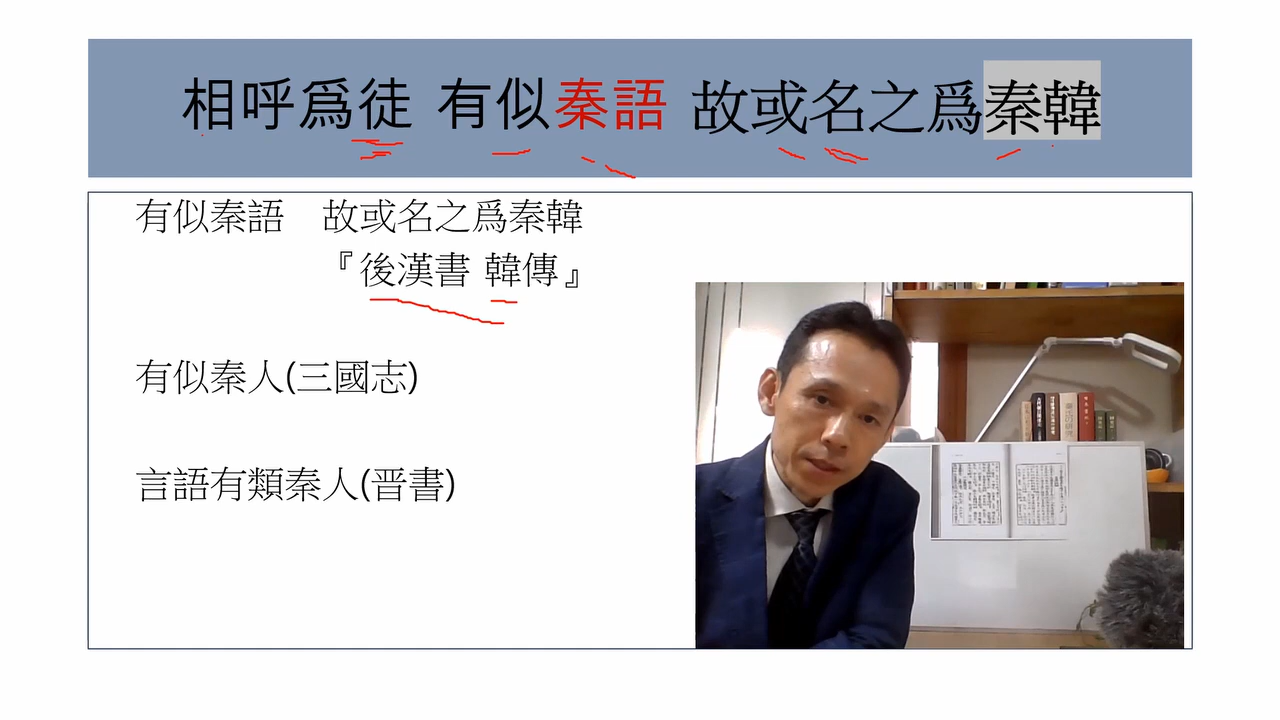 相呼爲徒 有似秦語 故或名之爲秦韓
有似秦語　故或名之爲秦韓
『後漢書 韓傳』
有似秦人(三國志)
言語有類秦人(晋書)